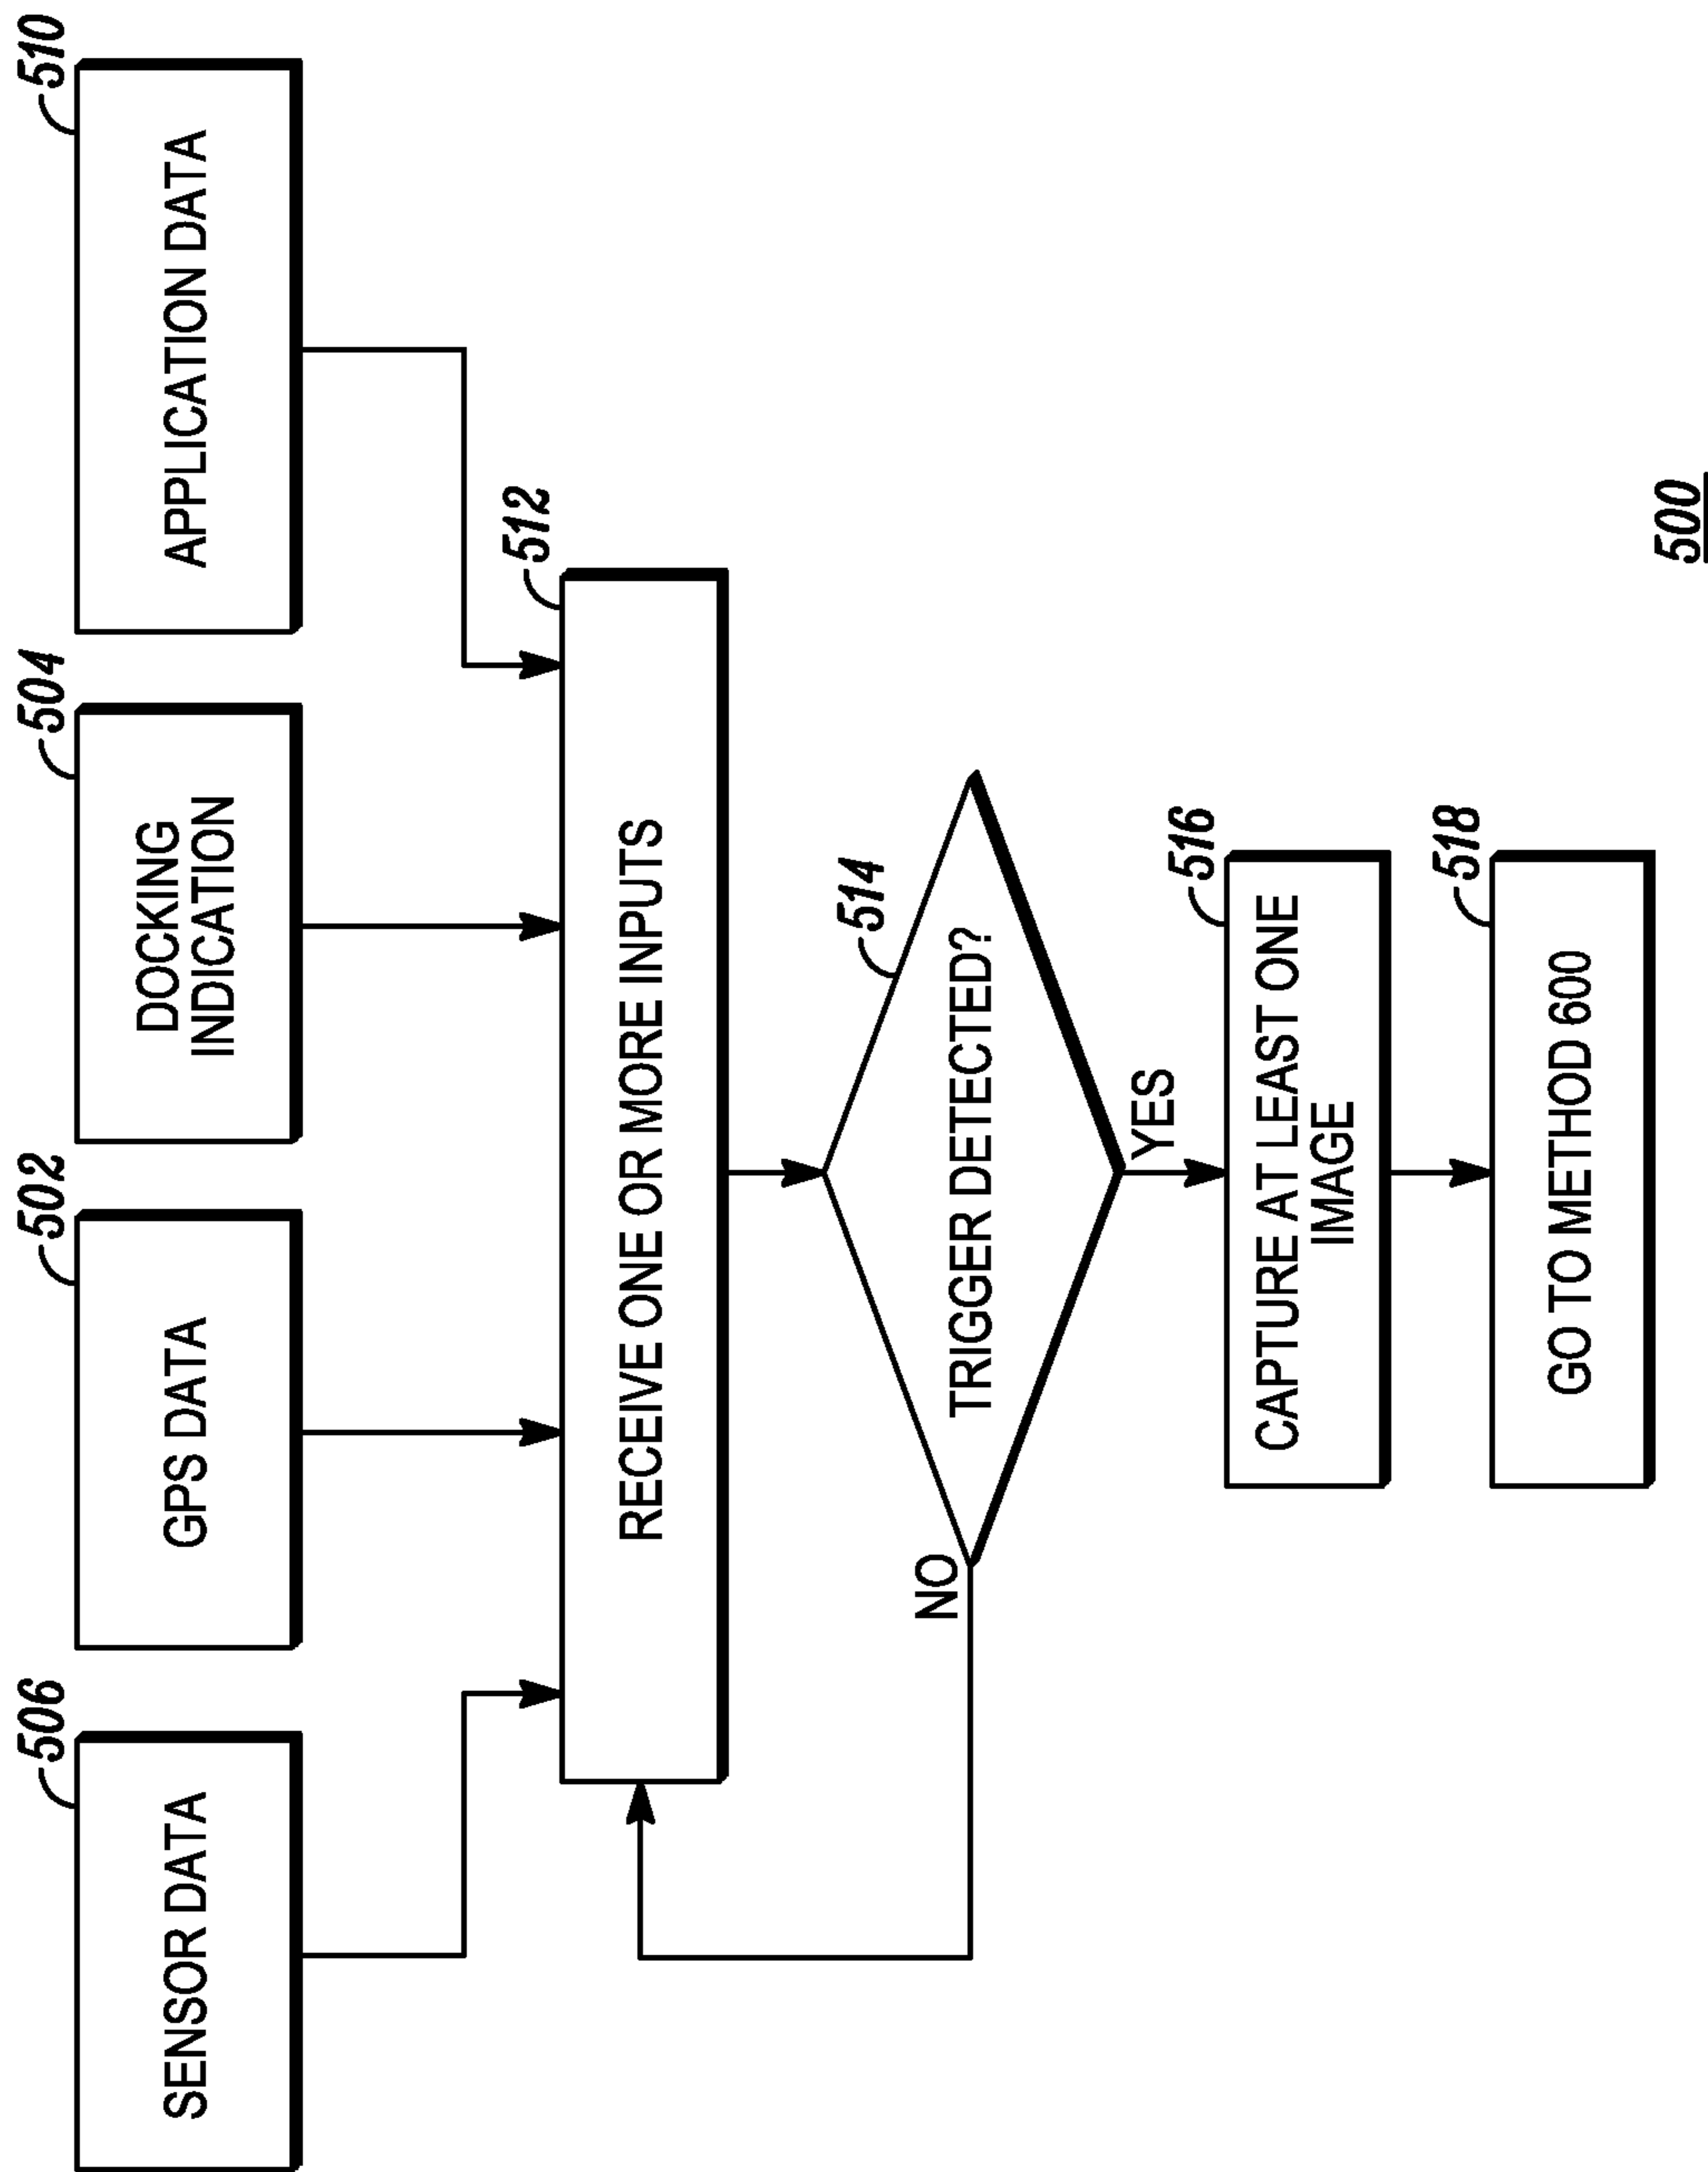 506
SENSOR DATA
502
GPS DATA
504
DOCKING
INDICATION
510
APPLICATION DATA
512
RECEIVE ONE OR MORE INPUTS
514
TRIGGER DETECTED?
NO
YES
516
CAPTURE AT LEAST ONE
IMAGE
518
GO TO METHOD 600
500